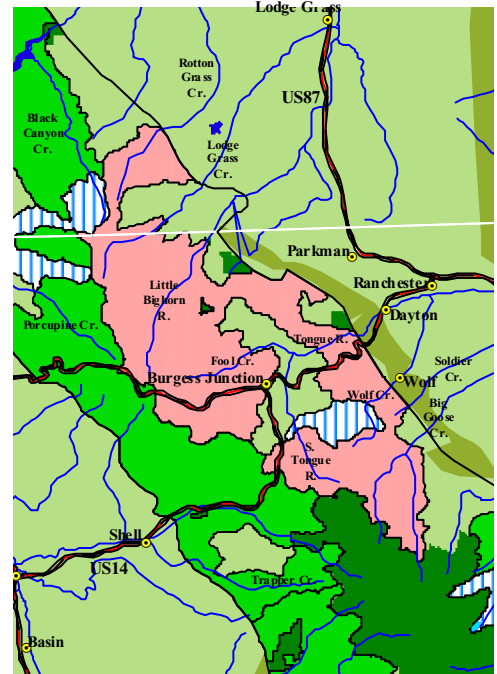 Lodge Grass
Rotton
Grass
Cr.
US87
Black
Canyon
Cr.
Lodge
Grass
Cr.
Parkman
Ranchester
Little
Bighorn
R.
Dayton
Porcupine Cr.
Tongue R.
Fool Cr.
Soldier
Cr.
Burgess Junction
Wolf
Wolf Cr.
Big
Goose
Cr.
S.
Tongue
R.
Shell
US14
Trapper Cr.
Basin